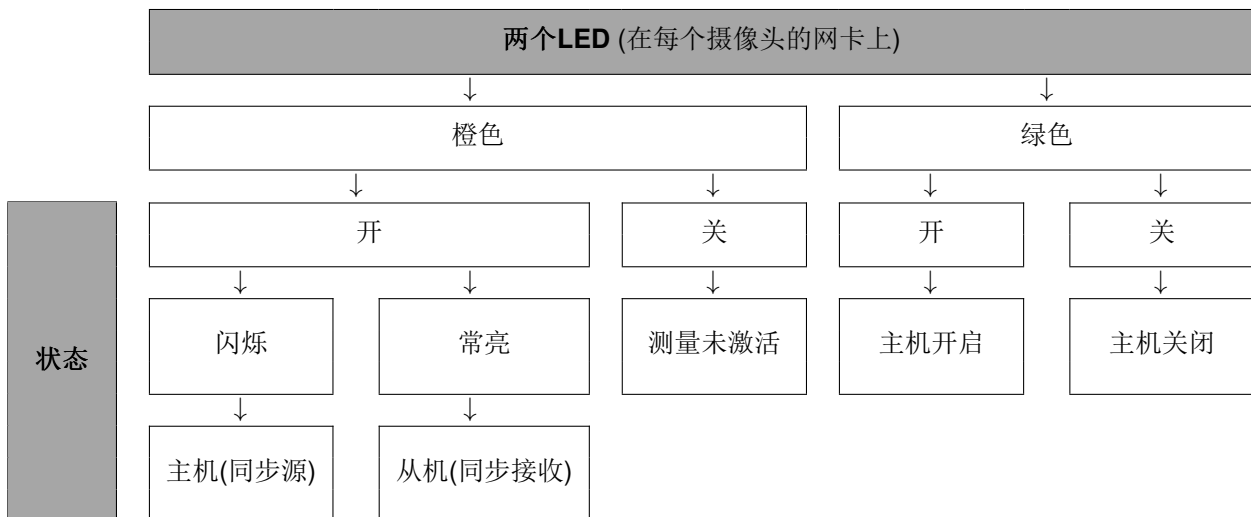 两个LED (在每个摄像头的网卡上)
↓ ↓
橙色 绿色
↓ ↓ ↓ ↓
开 关 开 关
↓ ↓ ↓ ↓ ↓
状态 闪烁 常亮 测量未激活 主机开启 主机关闭
↓ ↓
主机(同步源) 从机(同步接收)